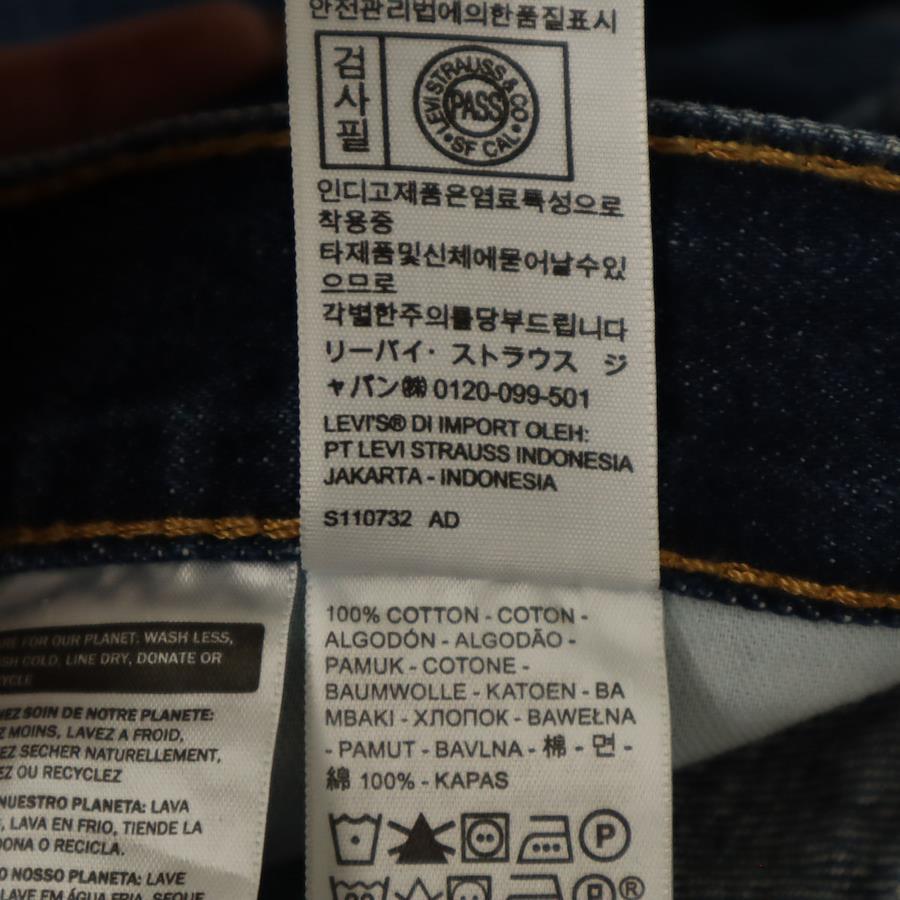 안전관리법에의한품질표시
검사필
LEVI STRAUSS & CO
PASS
SF CAL
인디고제품은염료특성으로
착용중
타제품및신체에묻어날수있
으므로
각별한주의를당부드립니다
リーバイ・ストラウス ジ
ャパン㈱ 0120-099-501
LEVI'S® DI IMPORT OLEH:
PT LEVI STRAUSS INDONESIA
JAKARTA - INDONESIA
S110732 AD
100% COTTON - COTON -
ALGODÓN - ALGODÃO -
PAMUK - COTONE -
BAUMWOLLE - KATOEN - BA
MBAKI - ХЛОПОК - BAWEŁNA
- PAMUT - BAVLNA - 棉 - 면 -
綿 100% - KAPAS
P
P®
FOR OUR PLANET: WASH LESS,
COLD, LINE DRY, DONATE OR
SOIN DE NOTRE PLANETE:
MOINS, LAVEZ A FROID,
SECHER NATURELLEMENT,
OU RECYCLEZ
NUESTRO PLANETA: LAVA
LAVA EN FRIO, TIENDE LA
O RECICLA.
NOSSO PLANETA: LAVE
LAVE EM ÁGUA FRIA, SEQUE